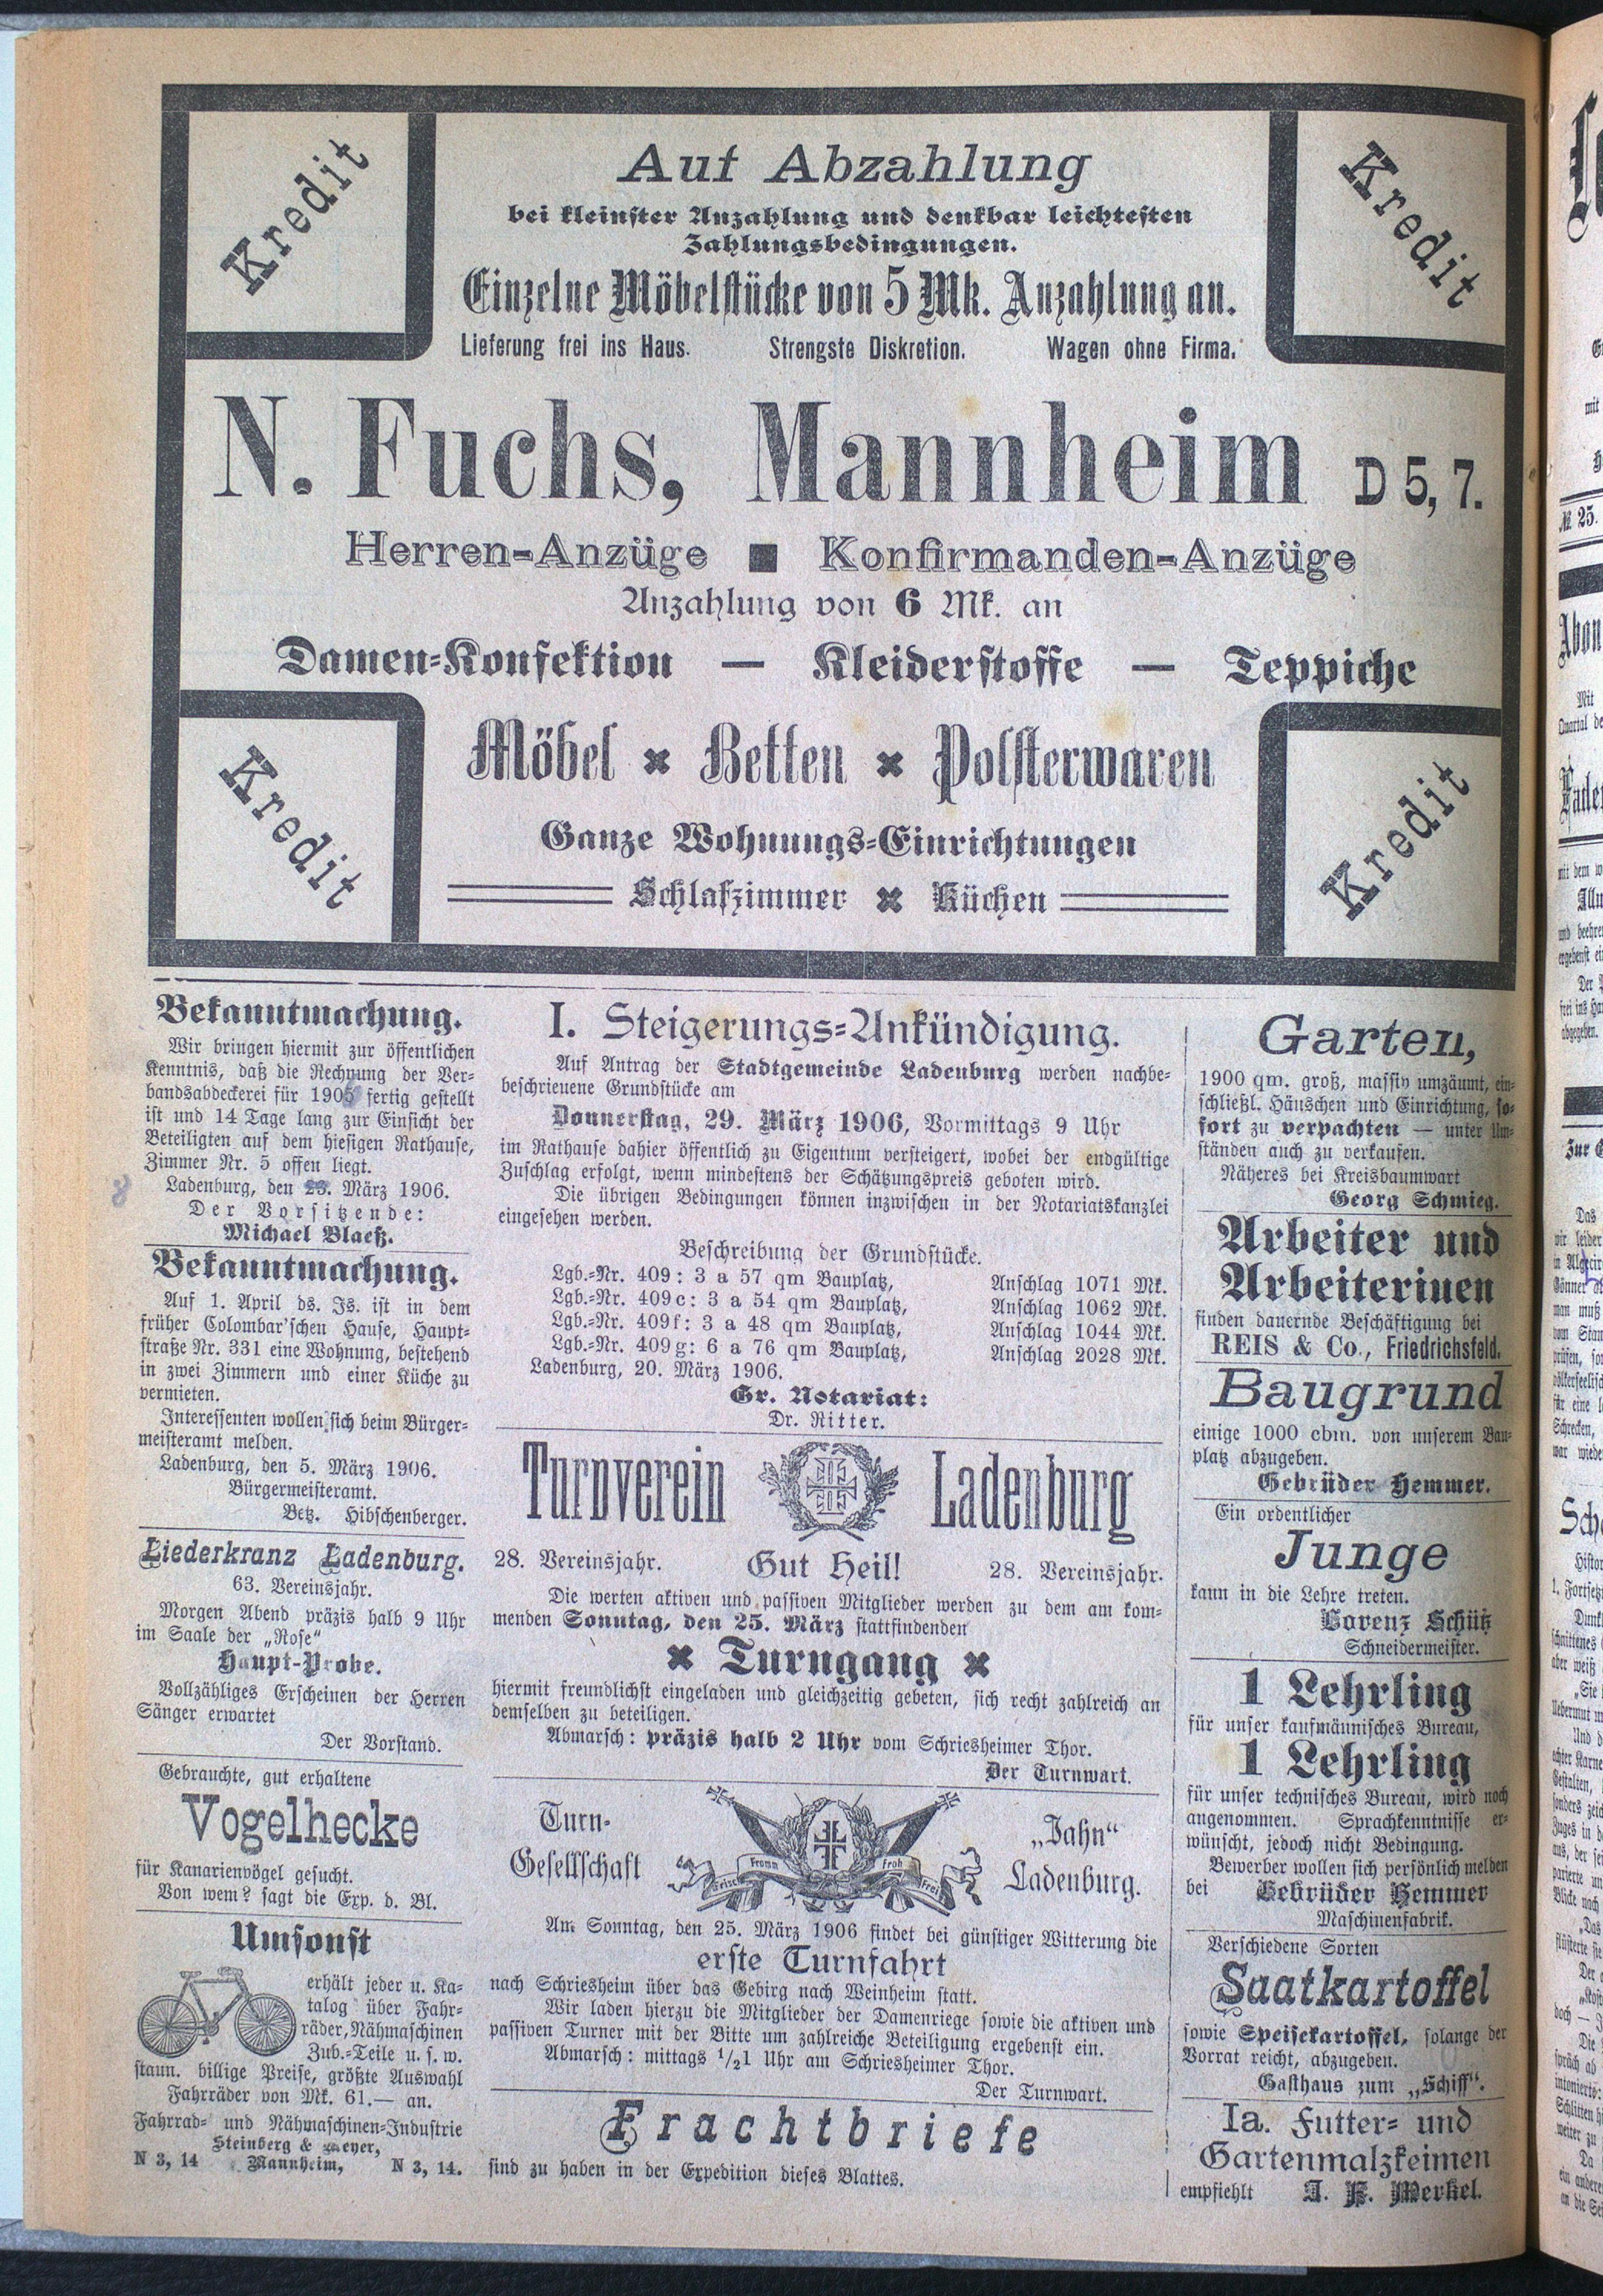 Kredit
Kredit
Auf Abzahlung
bei kleinster Anzahlung und denkbar leichtesten
Zahlungsbedingungen.
Einzelne Möbelstücke von 5 Mk. Anzahlung an.
Lieferung frei ins Haus. Strengste Diskretion. Wagen ohne Firma.
N. Fuchs, Mannheim D 5, 7.
Herren-Anzüge ■ Konfirmanden-Anzüge
Anzahlung von 6 Mk. an
Damen-Konfektion — Kleiderstoffe — Teppiche
Möbel × Betten × Polsterwaren
Ganze Wohnungs-Einrichtungen
Schlafzimmer × Küchen
Kredit
Kredit
Bekanntmachung.
Wir bringen hiermit zur öffentlichen
Kenntnis, daß die Rechnung der Ver-
bandsabdeckerei für 1905 fertig gestellt
ist und 14 Tage lang zur Einsicht der
Beteiligten auf dem hiesigen Rathause,
Zimmer Nr. 5 offen liegt.
Ladenburg, den 23. März 1906.
Der Vorsitzende:
Michael Blaeß.
Bekanntmachung.
Auf 1. April ds. Js. ist in dem
früher Colombar'schen Hause, Haupt-
straße Nr. 331 eine Wohnung, bestehend
in zwei Zimmern und einer Küche zu
vermieten.
Interessenten wollen sich beim Bürger-
meisteramt melden.
Ladenburg, den 5. März 1906.
Bürgermeisteramt.
Betz. Hibschenberger.
Liederkranz Ladenburg.
63. Vereinsjahr.
Morgen Abend präzis halb 9 Uhr
im Saale der „Rose“
Haupt-Probe.
Vollzähliges Erscheinen der Herren
Sänger erwartet
Der Vorstand.
Gebrauchte, gut erhaltene
Vogelhecke
für Kanarienvögel gesucht.
Von wem? sagt die Exp. d. Bl.
Umsonst
erhält jeder u. Ka-
talog über Fahr-
räder, Nähmaschinen
Zub.-Teile u. s. w.
staun. billige Preise, größte Auswahl
Fahrräder von Mk. 61.— an.
Fahrrad- und Nähmaschinen-Industrie
Steinberg & Meyer,
N 3, 14 Mannheim, N 3, 14.
I. Steigerungs-Ankündigung.
Auf Antrag der Stadtgemeinde Ladenburg werden nachbe-
beschrieuene Grundstücke am
Donnerstag, 29. März 1906, Vormittags 9 Uhr
im Rathause dahier öffentlich zu Eigentum versteigert, wobei der endgültige
Zuschlag erfolgt, wenn mindestens der Schätzungspreis geboten wird.
Die übrigen Bedingungen können inzwischen in der Notariatskanzlei
eingesehen werden.
Beschreibung der Grundstücke.
Lgb.-Nr. 409: 3 a 57 qm Bauplatz, Anschlag 1071 Mk.
Lgb.-Nr. 409c: 3 a 54 qm Bauplatz, Anschlag 1062 Mk.
Lgb.-Nr. 409f: 3 a 48 qm Bauplatz, Anschlag 1044 Mk.
Lgb.-Nr. 409g: 6 a 76 qm Bauplatz, Anschlag 2028 Mk.
Ladenburg, 20. März 1906.
Gr. Notariat:
Dr. Ritter.
Turnverein Ladenburg
28. Vereinsjahr. Gut Heil! 28. Vereinsjahr.
Die werten aktiven und passiven Mitglieder werden zu dem am kom-
menden Sonntag, den 25. März stattfindenden
× Turngang ×
hiermit freundlichst eingeladen und gleichzeitig gebeten, sich recht zahlreich an
demselben zu beteiligen.
Abmarsch: präzis halb 2 Uhr vom Schriesheimer Thor.
Der Turnwart.
Turn-
Gesellschaft
Frisch Fromm Froh Frei
„Jahn“
Ladenburg.
Am Sonntag, den 25. März 1906 findet bei günstiger Witterung die
erste Turnfahrt
nach Schriesheim über das Gebirg nach Weinheim statt.
Wir laden hierzu die Mitglieder der Damenriege sowie die aktiven und
passiven Turner mit der Bitte um zahlreiche Beteiligung ergebenst ein.
Abmarsch: mittags 1/2 1 Uhr am Schriesheimer Thor.
Der Turnwart.
Frachtbriefe
sind zu haben in der Expedition dieses Blattes.
Garten,
1900 qm. groß, massiv umzäumt, ein-
schließl. Häuschen und Einrichtung, so-
fort zu verpachten — unter Um-
ständen auch zu verkaufen.
Näheres bei Kreisbaumwart
Georg Schmieg.
Arbeiter und
Arbeiterinen
finden dauernde Beschäftigung bei
REIS & Co., Friedrichsfeld.
Baugrund
einige 1000 cbm. von unserem Bau-
platz abzugeben.
Gebrüder Hemmer.
Ein ordentlicher
Junge
kann in die Lehre treten.
Lorenz Schütz
Schneidermeister.
1 Lehrling
für unser kaufmännisches Bureau,
1 Lehrling
für unser technisches Bureau, wird noch
angenommen. Sprachkenntnisse er-
wünscht, jedoch nicht Bedingung.
Bewerber wollen sich persönlich melden
bei Gebrüder Hemmer
Maschinenfabrik.
Verschiedene Sorten
Saatkartoffel
sowie Speisekartoffel, solange der
Vorrat reicht, abzugeben.
Gasthaus zum „Schiff“.
Ia. Futter- und
Gartenmalzkeimen
empfiehlt J. F. Merkel.
№ 25.